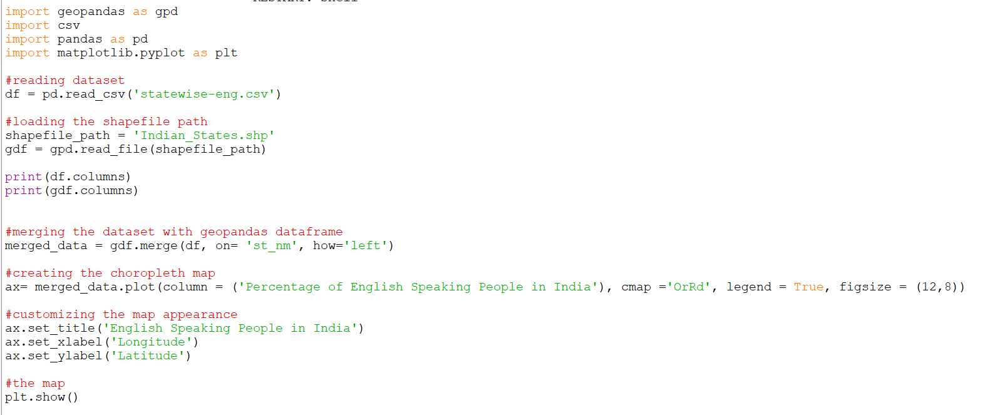 import geopandas as gpd
import csv
import pandas as pd
import matplotlib.pyplot as plt
#reading dataset
df = pd.read_csv('statewise-eng.csv')
#loading the shapefile path
shapefile_path = 'Indian_States.shp'
gdf = gpd.read_file(shapefile_path)
print(df.columns)
print(gdf.columns)
#merging the dataset with geopandas dataframe
merged_data = gdf.merge(df, on= 'st_nm', how='left')
#creating the choropleth map
ax= merged_data.plot(column = ('Percentage of English Speaking People in India'), cmap ='OrRd', legend = True, figsize = (12,8))
#customizing the map appearance
ax.set_title('English Speaking People in India')
ax.set_xlabel('Longitude')
ax.set_ylabel('Latitude')
#the map
plt.show()